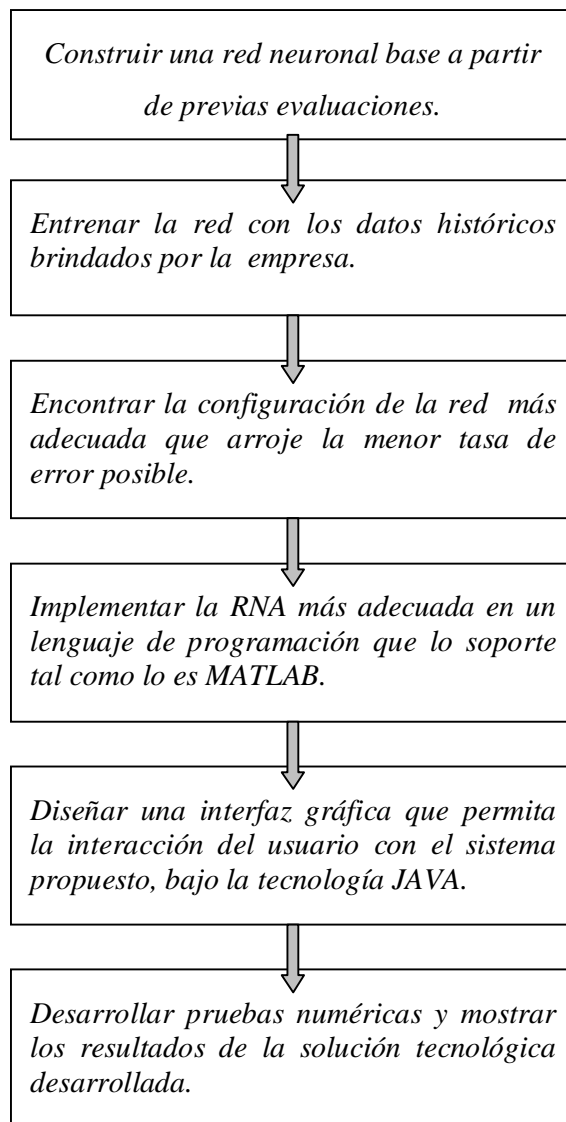 Construir una red neuronal base a partir
de previas evaluaciones.
Entrenar la red con los datos históricos
brindados por la empresa.
Encontrar la configuración de la red más
adecuada que arroje la menor tasa de
error posible.
Implementar la RNA más adecuada en un
lenguaje de programación que lo soporte
tal como lo es MATLAB.
Diseñar una interfaz gráfica que permita
la interacción del usuario con el sistema
propuesto, bajo la tecnología JAVA.
Desarrollar pruebas numéricas y mostrar
los resultados de la solución tecnológica
desarrollada.